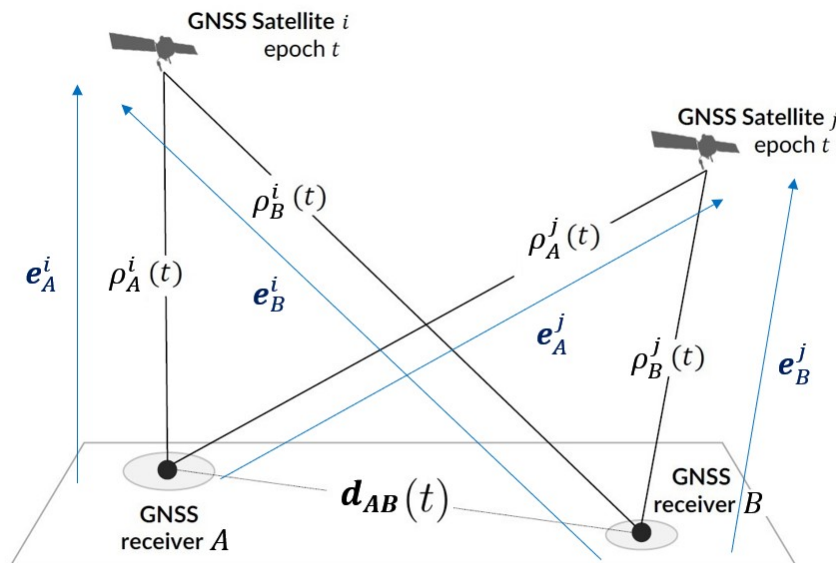 GNSS Satellite i
epoch t
GNSS Satellite j
epoch t
ρ_B^i(t)
ρ_A^j(t)
e_A^i
ρ_A^i(t)
e_B^i
e_A^j
ρ_B^j(t)
e_B^j
d_AB(t)
GNSS
receiver B
GNSS
receiver A